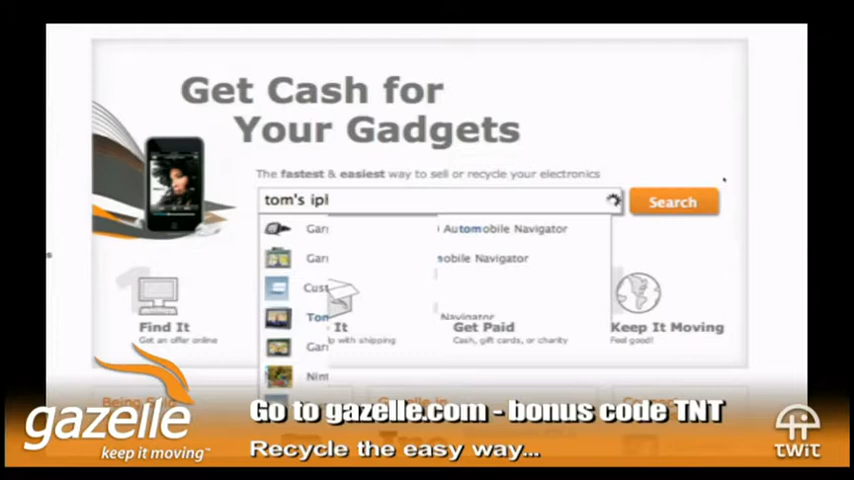 Get Cash for
Your Gadgets
The fastest & easiest way to sell or recycle your electronics
tom's ipl
Search
Automobile Navigator
mobile Navigator
Navigator
Find It
Get an offer online
It
with shipping
Get Paid
Cash, gift cards, or charity
Keep It Moving
Feel good!
gazelle
keep it moving™
Go to gazelle.com - bonus code TNT
Recycle the easy way...
TWiT